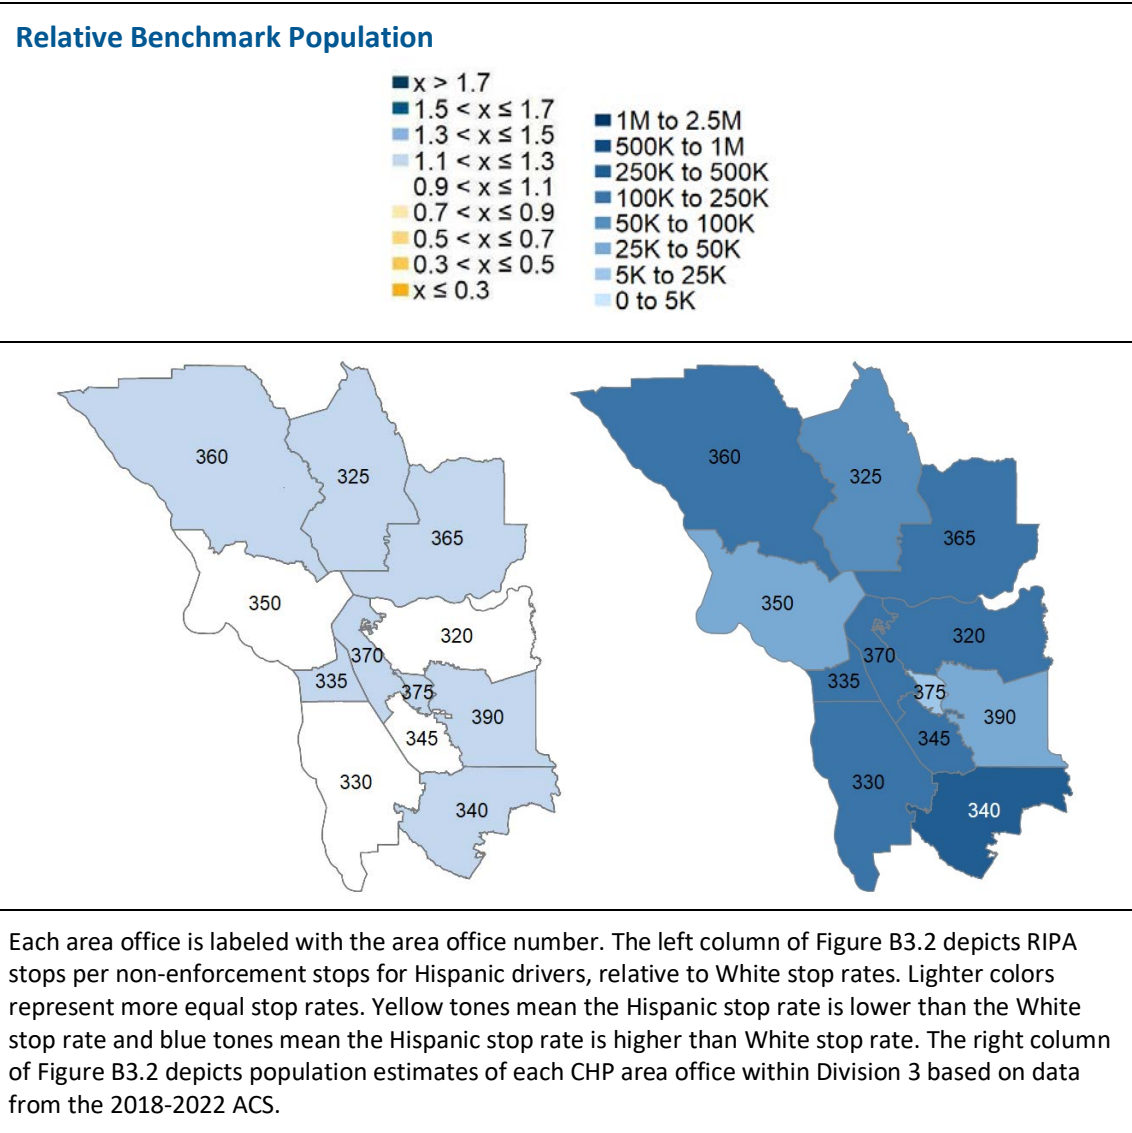 Relative Benchmark Population
x > 1.7
1.5 < x ≤ 1.7
1.3 < x ≤ 1.5
1.1 < x ≤ 1.3
0.9 < x ≤ 1.1
0.7 < x ≤ 0.9
0.5 < x ≤ 0.7
0.3 < x ≤ 0.5
x ≤ 0.3
1M to 2.5M
500K to 1M
250K to 500K
100K to 250K
50K to 100K
25K to 50K
5K to 25K
0 to 5K
360
325
365
350
320
370
335
375
390
345
330
340
360
325
365
350
320
370
335
375
390
345
330
340
Each area office is labeled with the area office number. The left column of Figure B3.2 depicts RIPA
stops per non-enforcement stops for Hispanic drivers, relative to White stop rates. Lighter colors
represent more equal stop rates. Yellow tones mean the Hispanic stop rate is lower than the White
stop rate and blue tones mean the Hispanic stop rate is higher than White stop rate. The right column
of Figure B3.2 depicts population estimates of each CHP area office within Division 3 based on data
from the 2018-2022 ACS.